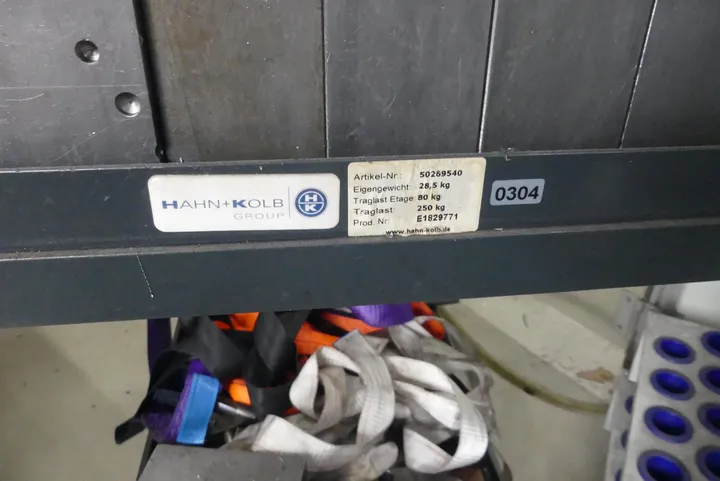 HAHN+KOLB
GROUP
HK
Artikel-Nr.: 50269540
Eigengewicht: 28,5 kg
Traglast Etage: 80 kg
Traglast: 250 kg
Prod. Nr: E1829771
www.hahn-kolb.de
0304